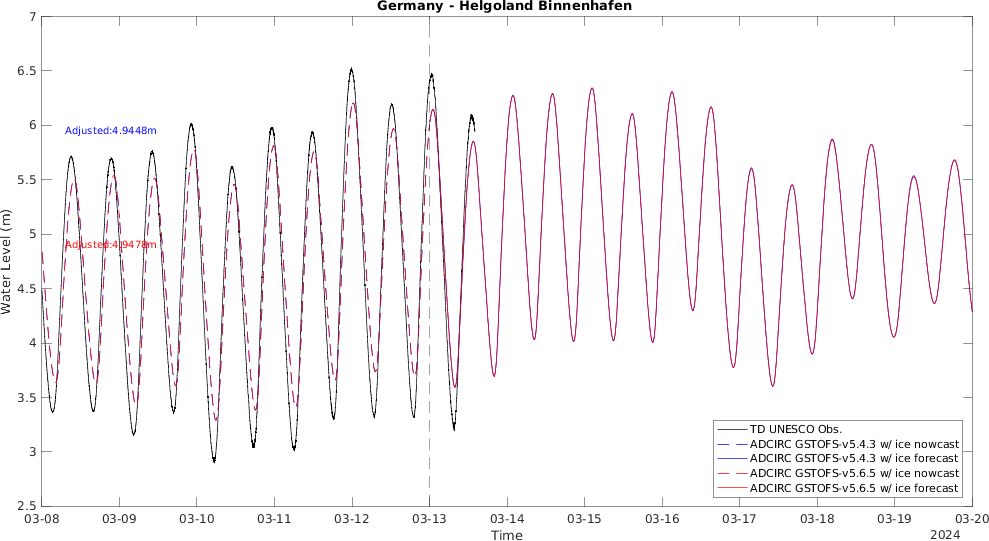 Germany - Helgoland Binnenhafen
7
6.5
6
5.5
5
4.5
4
3.5
3
2.5
Water Level (m)
Adjusted:4.9448m
Adjusted:4.9478m
TD UNESCO Obs.
ADCIRC GSTOFS-v5.4.3 w/ ice nowcast
ADCIRC GSTOFS-v5.4.3 w/ ice forecast
ADCIRC GSTOFS-v5.6.5 w/ ice nowcast
ADCIRC GSTOFS-v5.6.5 w/ ice forecast
03-08 03-09 03-10 03-11 03-12 03-13 03-14 03-15 03-16 03-17 03-18 03-19 03-20
Time
2024